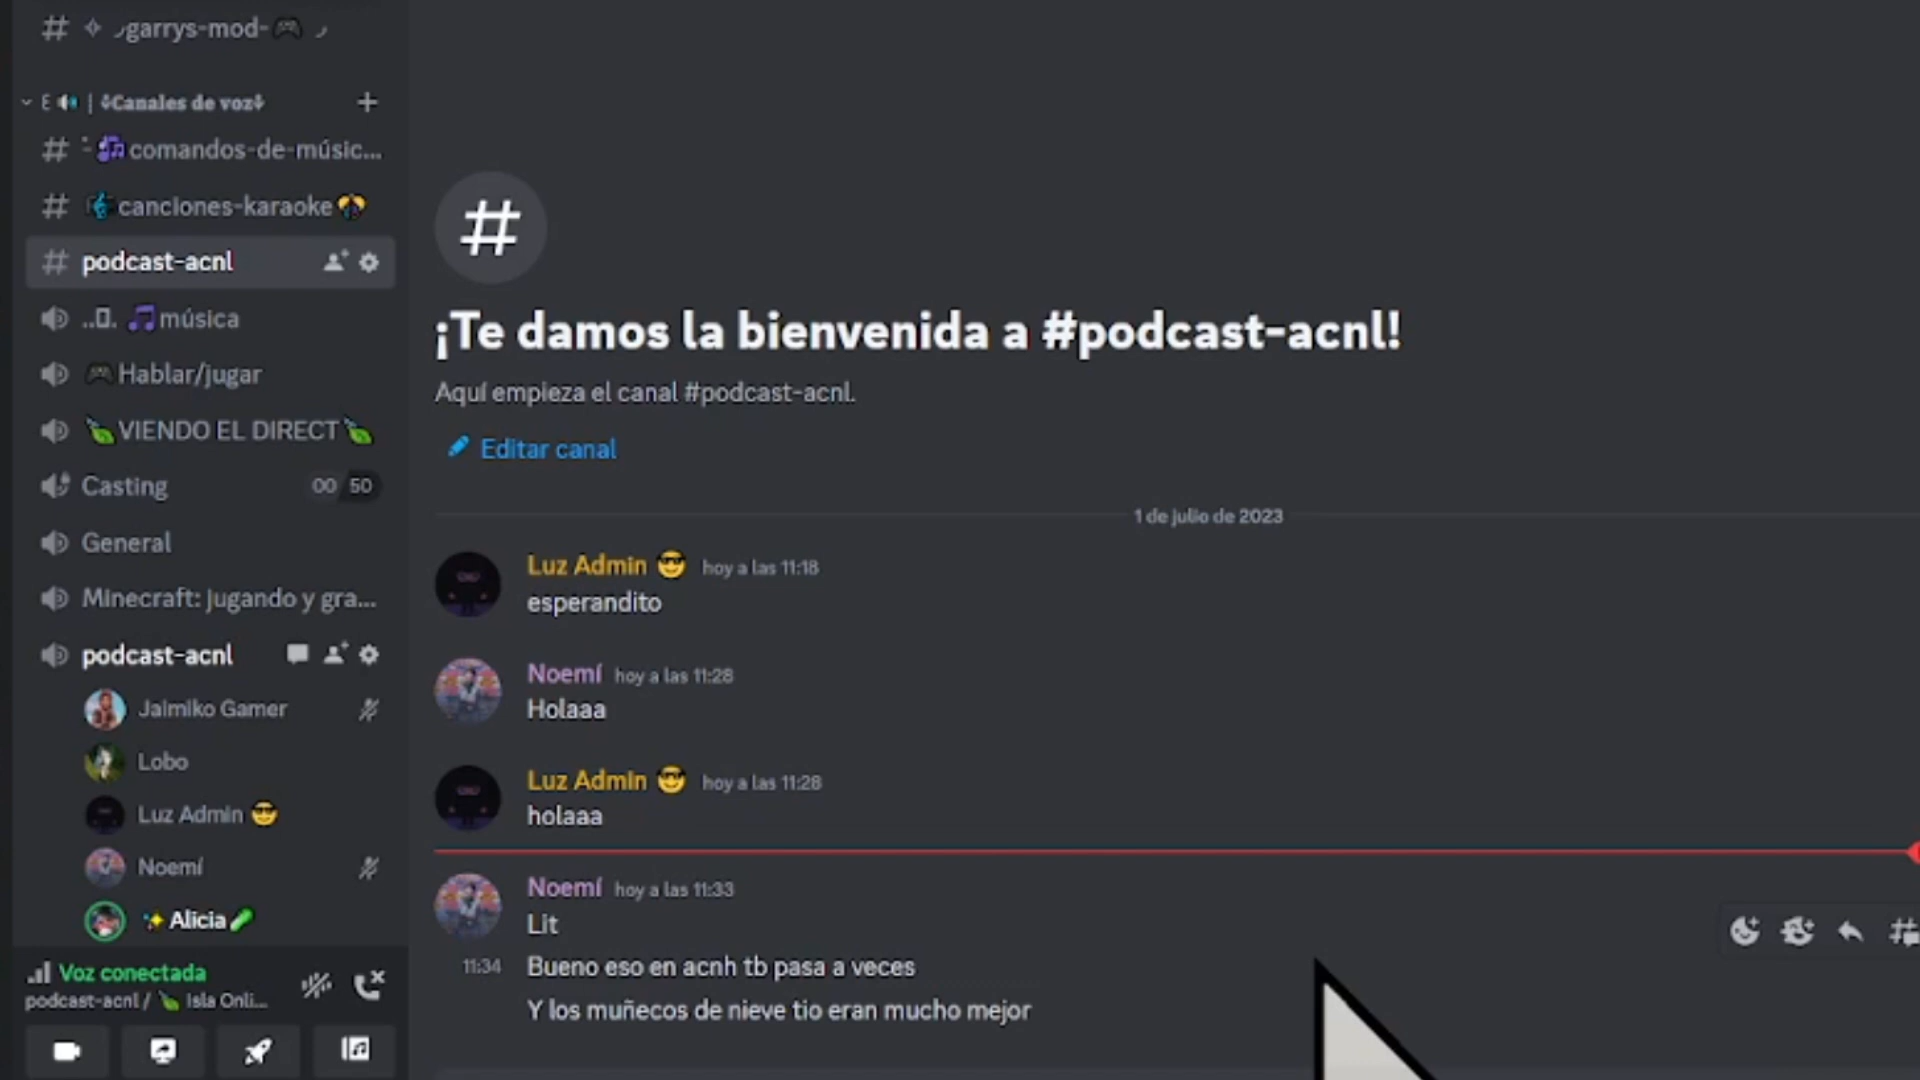 garrys-mod-
E | Canales de voz
comandos-de-músic...
canciones-karaoke
podcast-acnl
música
Hablar/jugar
VIENDO EL DIRECT
Casting 00 50
General
Minecraft: jugando y gra...
podcast-acnl
Jaimiko Gamer
Lobo
Luz Admin 😎
Noemí
✨ Alicia
Voz conectada
podcast-acnl / Isla Onli...
¡Te damos la bienvenida a #podcast-acnl!
Aquí empieza el canal #podcast-acnl.
Editar canal
1 de julio de 2023
Luz Admin 😎 hoy a las 11:18
esperandito
Noemí hoy a las 11:28
Holaaa
Luz Admin 😎 hoy a las 11:28
holaaa
Noemí hoy a las 11:33
Lit
11:34 Bueno eso en acnh tb pasa a veces
Y los muñecos de nieve tio eran mucho mejor